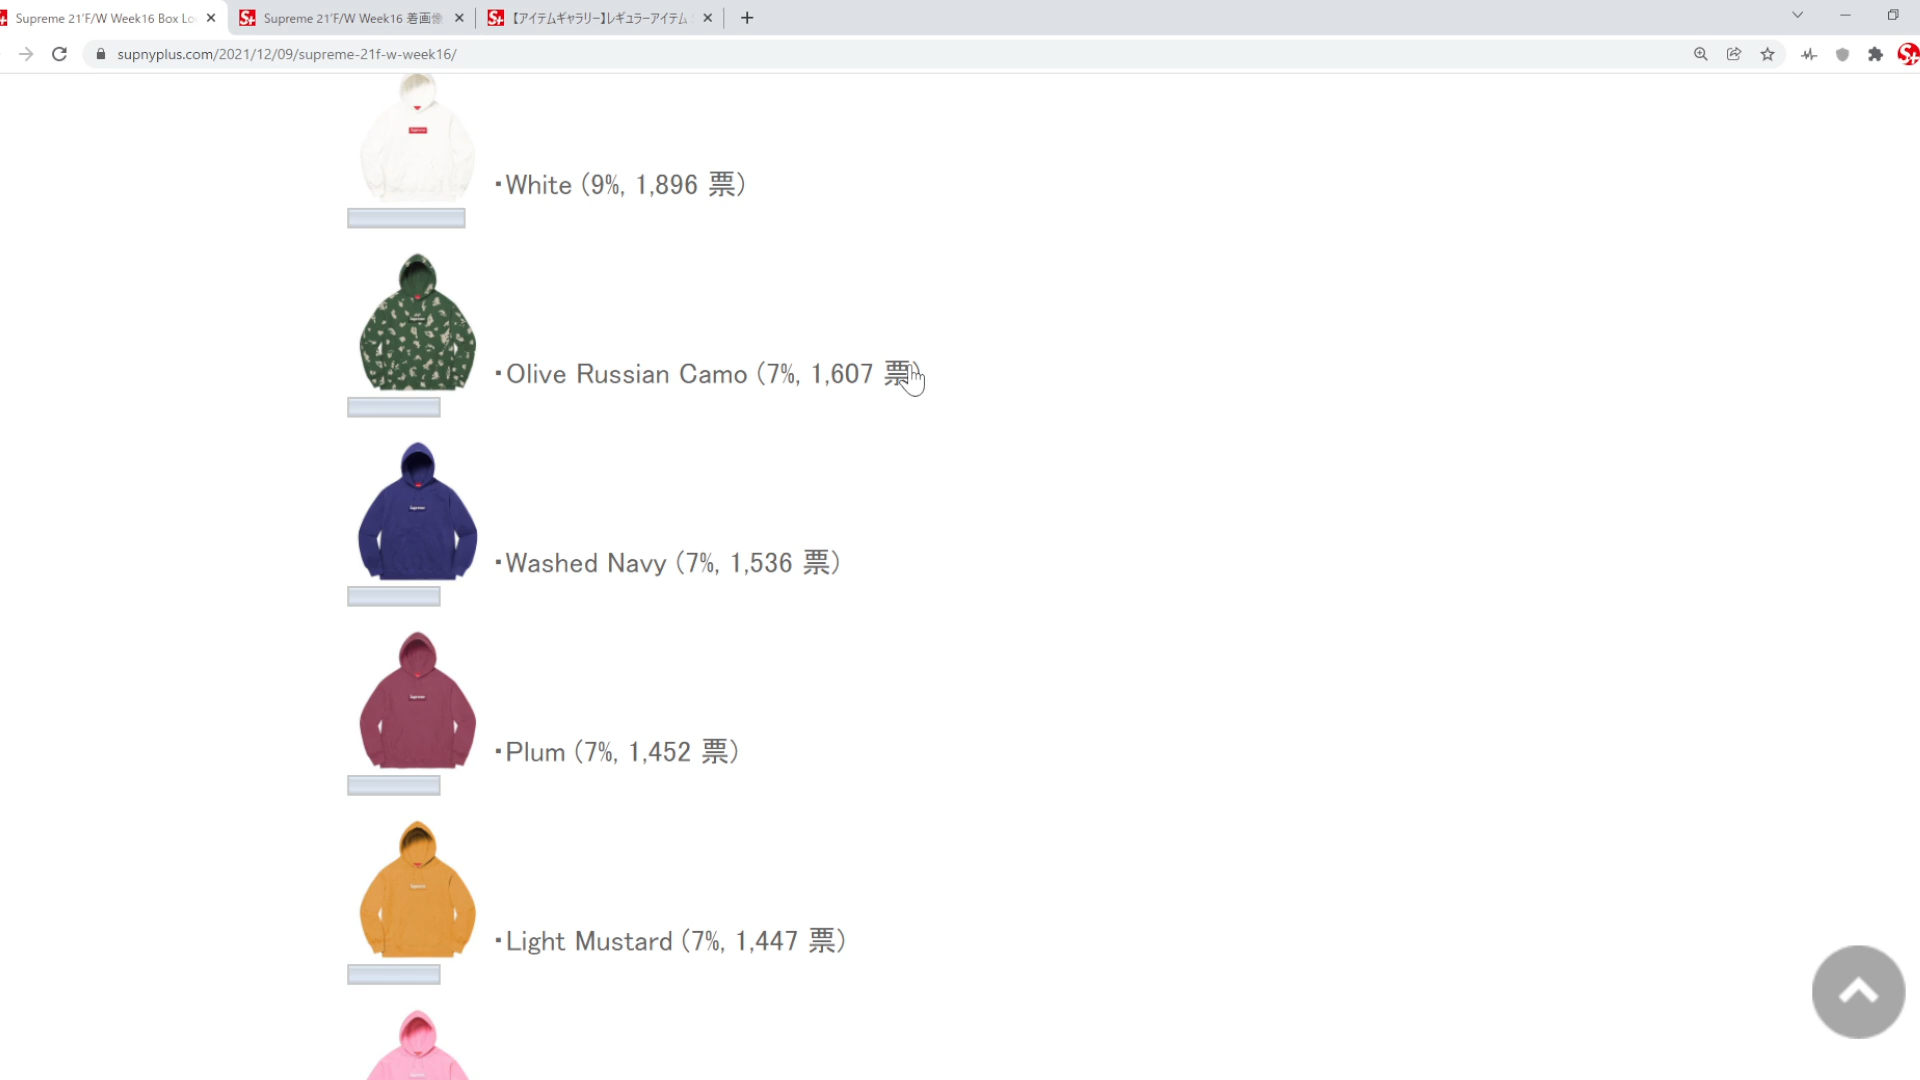 Supreme 21'F/W Week16 Box Lo
Supreme 21'F/W Week16 着画像
【アイテムギャラリー】レギュラーアイテム
supnyplus.com/2021/12/09/supreme-21f-w-week16/
・White (9%, 1,896 票)
・Olive Russian Camo (7%, 1,607 票)
・Washed Navy (7%, 1,536 票)
・Plum (7%, 1,452 票)
・Light Mustard (7%, 1,447 票)